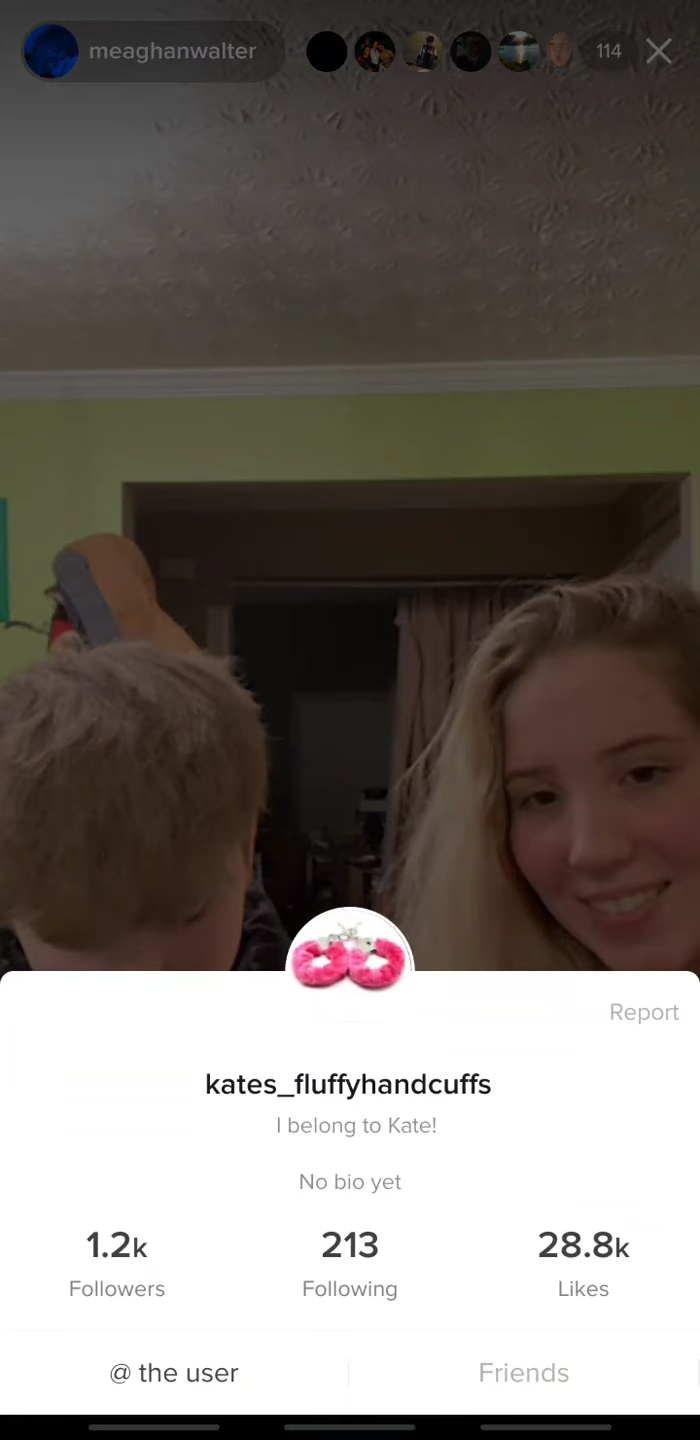 meaghanwalter
114
Report
kates_fluffyhandcuffs
I belong to Kate!
No bio yet
1.2k 213 28.8k
Followers Following Likes
@ the user Friends